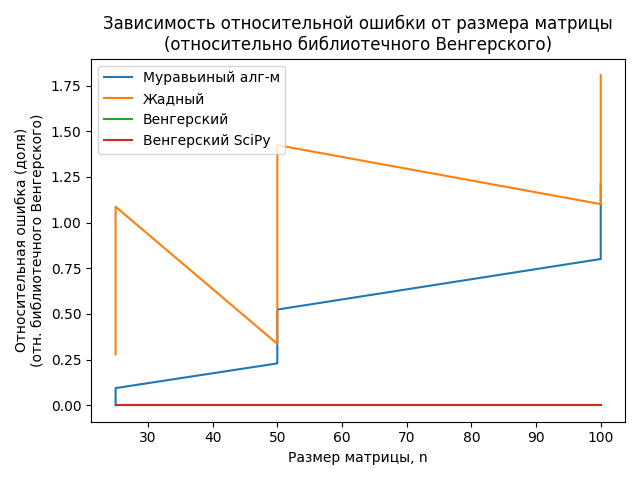 Зависимость относительной ошибки от размера матрицы
(относительно библиотечного Венгерского)
Относительная ошибка (доля)
(отн. библиотечного Венгерского)
1.75
1.50
1.25
1.00
0.75
0.50
0.25
0.00
Муравьиный алг-м
Жадный
Венгерский
Венгерский SciPy
30 40 50 60 70 80 90 100
Размер матрицы, n